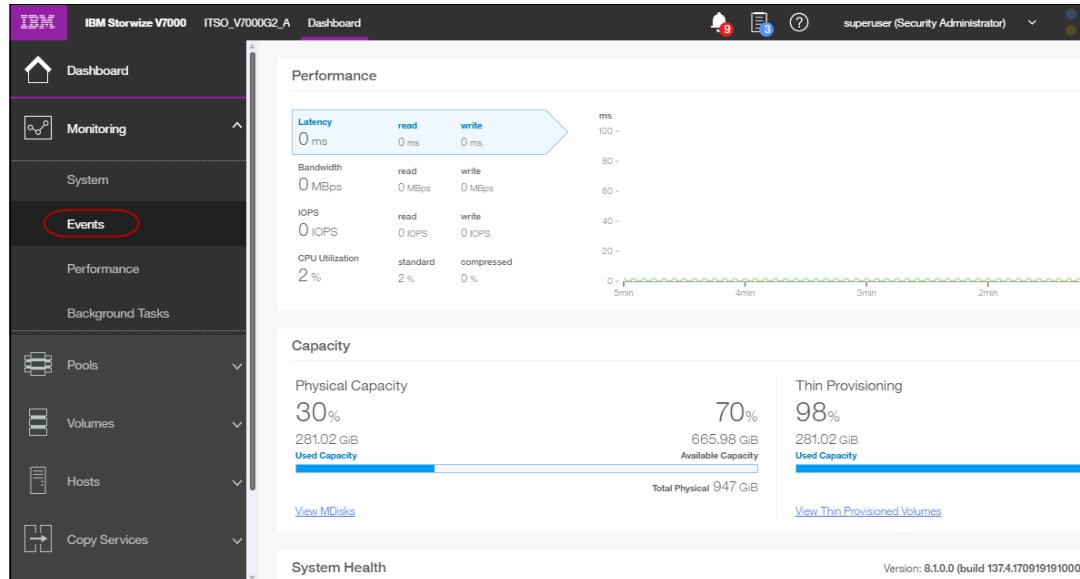 IBM IBM Storwize V7000 ITSO_V7000G2_A Dashboard 9 3 ? superuser (Security Administrator)
Dashboard
Monitoring
System
Events
Performance
Background Tasks
Pools
Volumes
Hosts
Copy Services
Performance
Latency read write
0 ms 0 ms 0 ms
Bandwidth read write
0 MBps 0 MBps 0 MBps
IOPS read write
0 IOPS 0 IOPS 0 IOPS
CPU Utilization standard compressed
2 % 2 % 0 %
ms
100
80
60
40
20
0
5min 4min 3min 2min
Capacity
Physical Capacity
30% 70%
281.02 GiB 665.98 GiB
Used Capacity Available Capacity
Total Physical 947 GiB
View MDisks
Thin Provisioning
98%
281.02 GiB
Used Capacity
View Thin Provisioned Volumes
System Health Version: 8.1.0.0 (build 137.4.170919191000